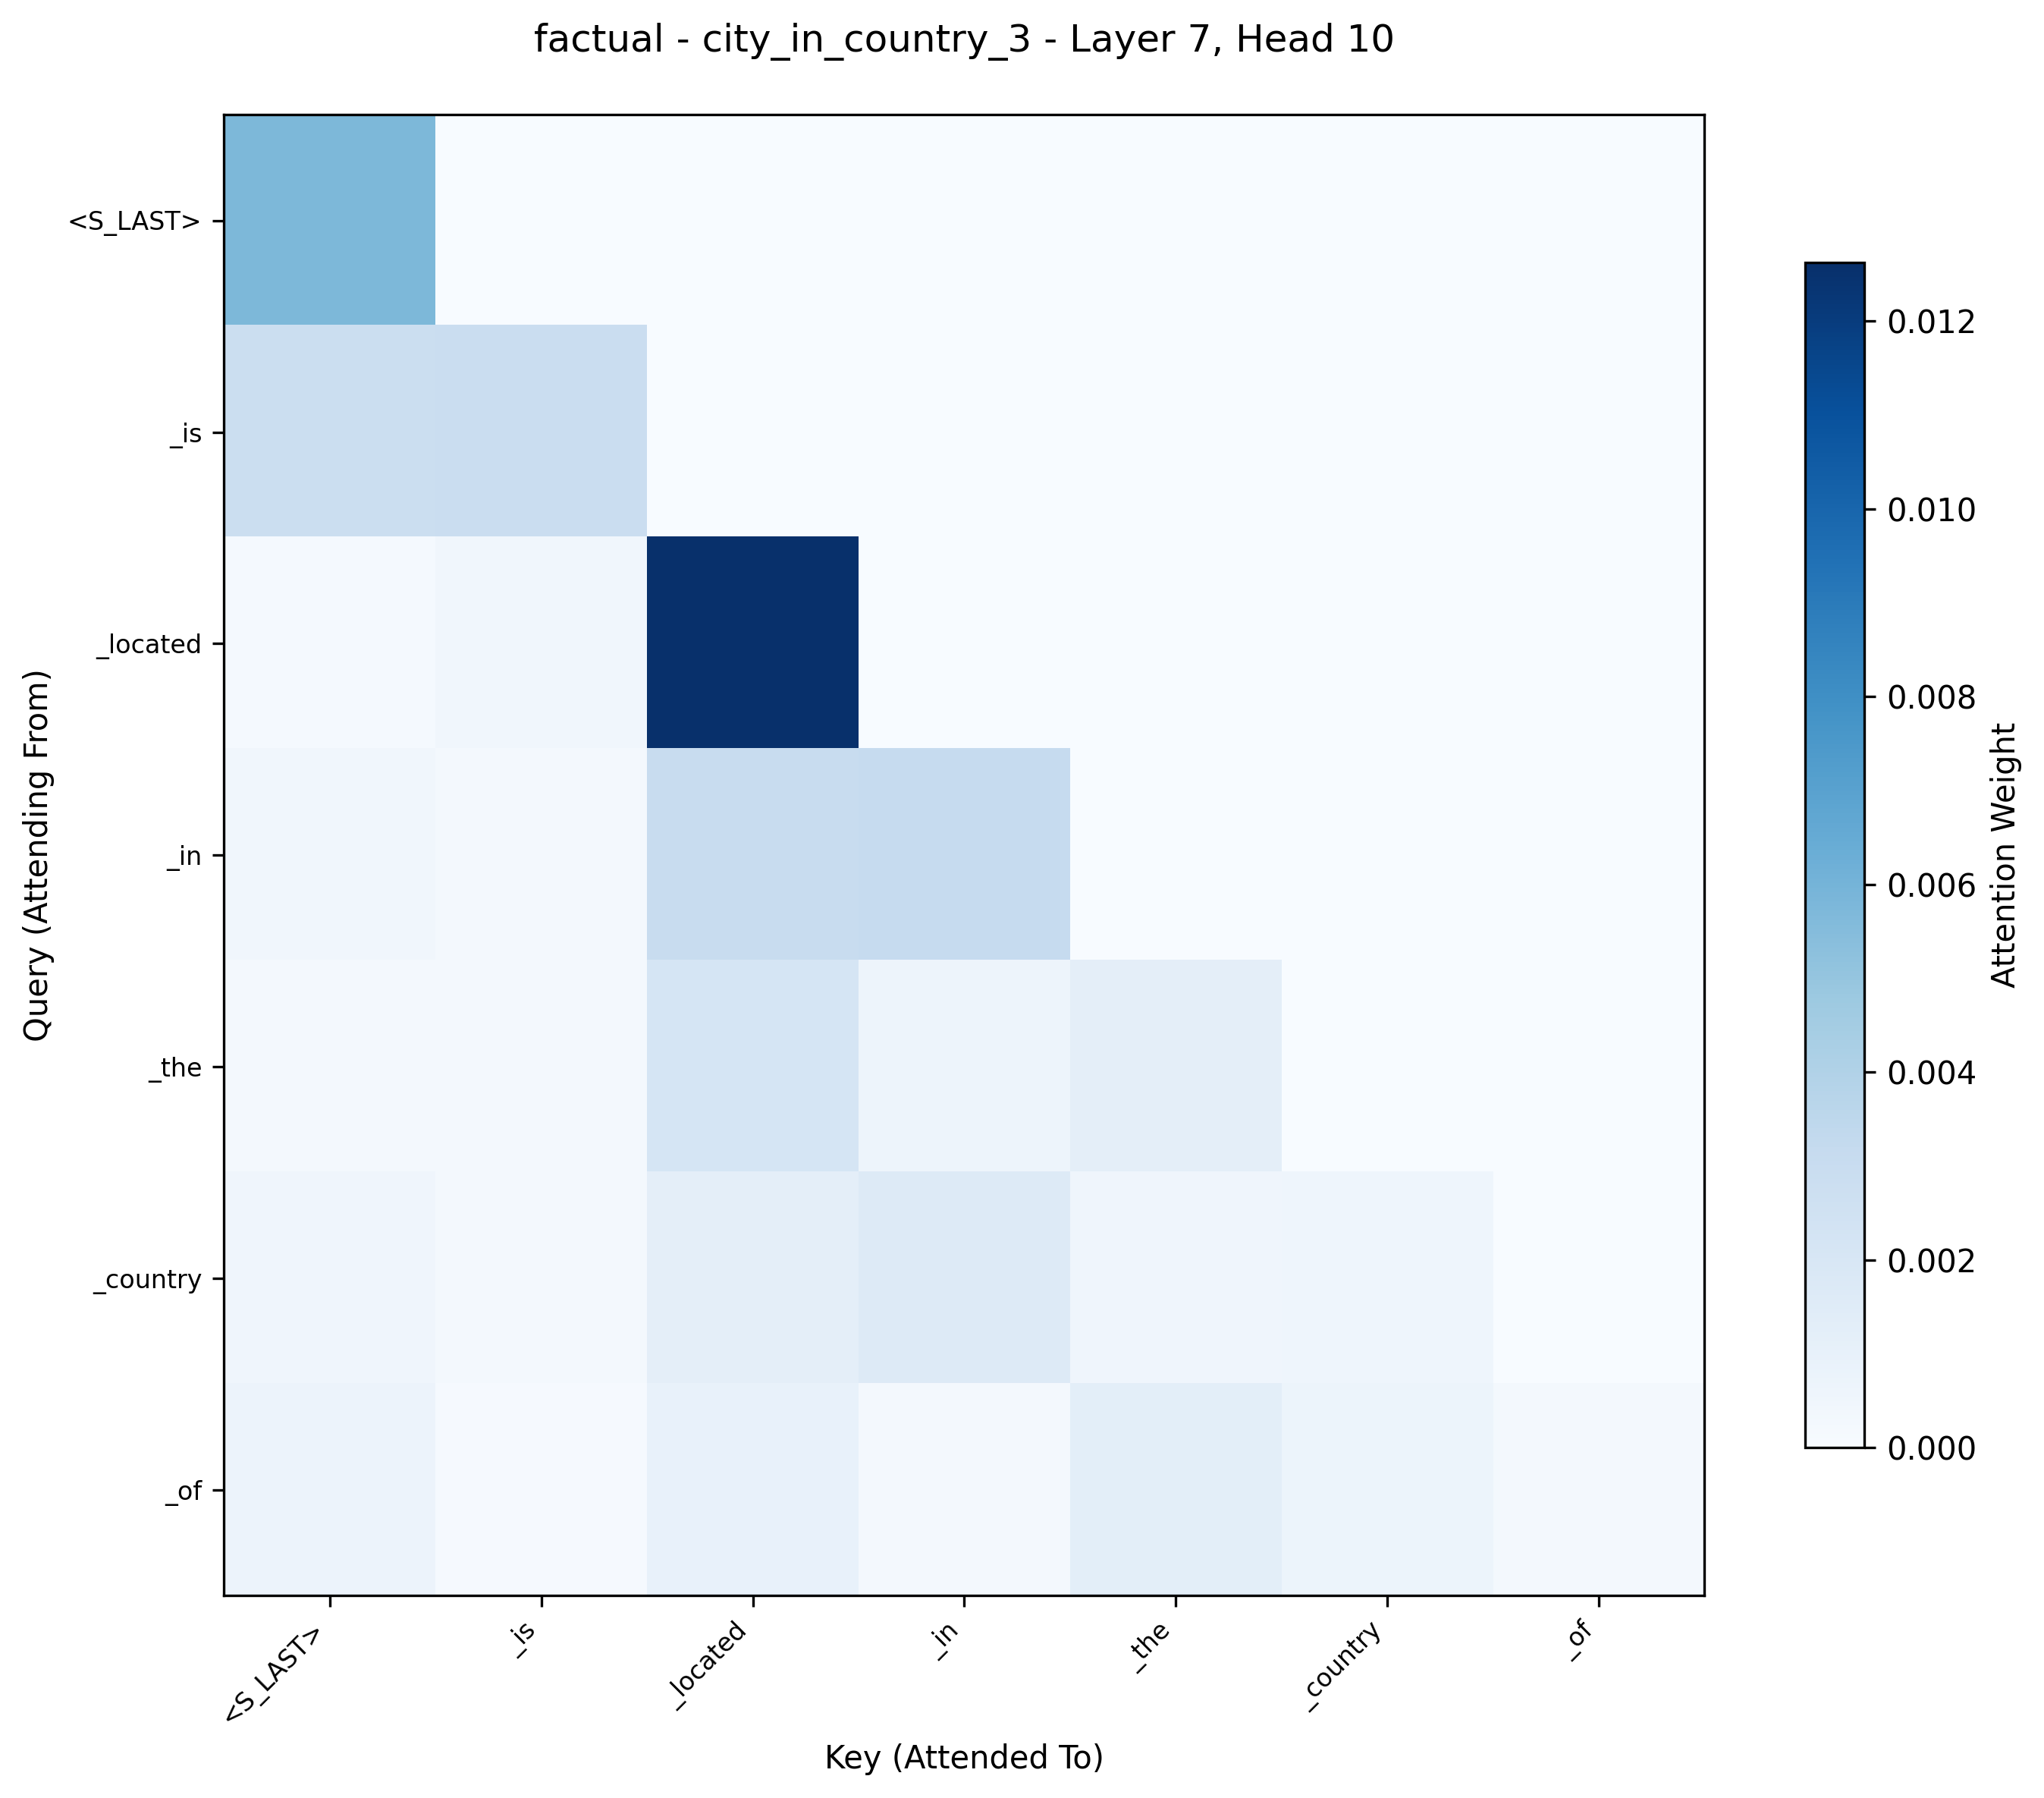 factual - city_in_country_3 - Layer 7, Head 10
Query (Attending From)
<S_LAST>
_is
_located
_in
_the
_country
_of
<S_LAST>
_is
_located
_in
_the
_country
_of
Key (Attended To)
0.012
0.010
0.008
0.006
0.004
0.002
0.000
Attention Weight